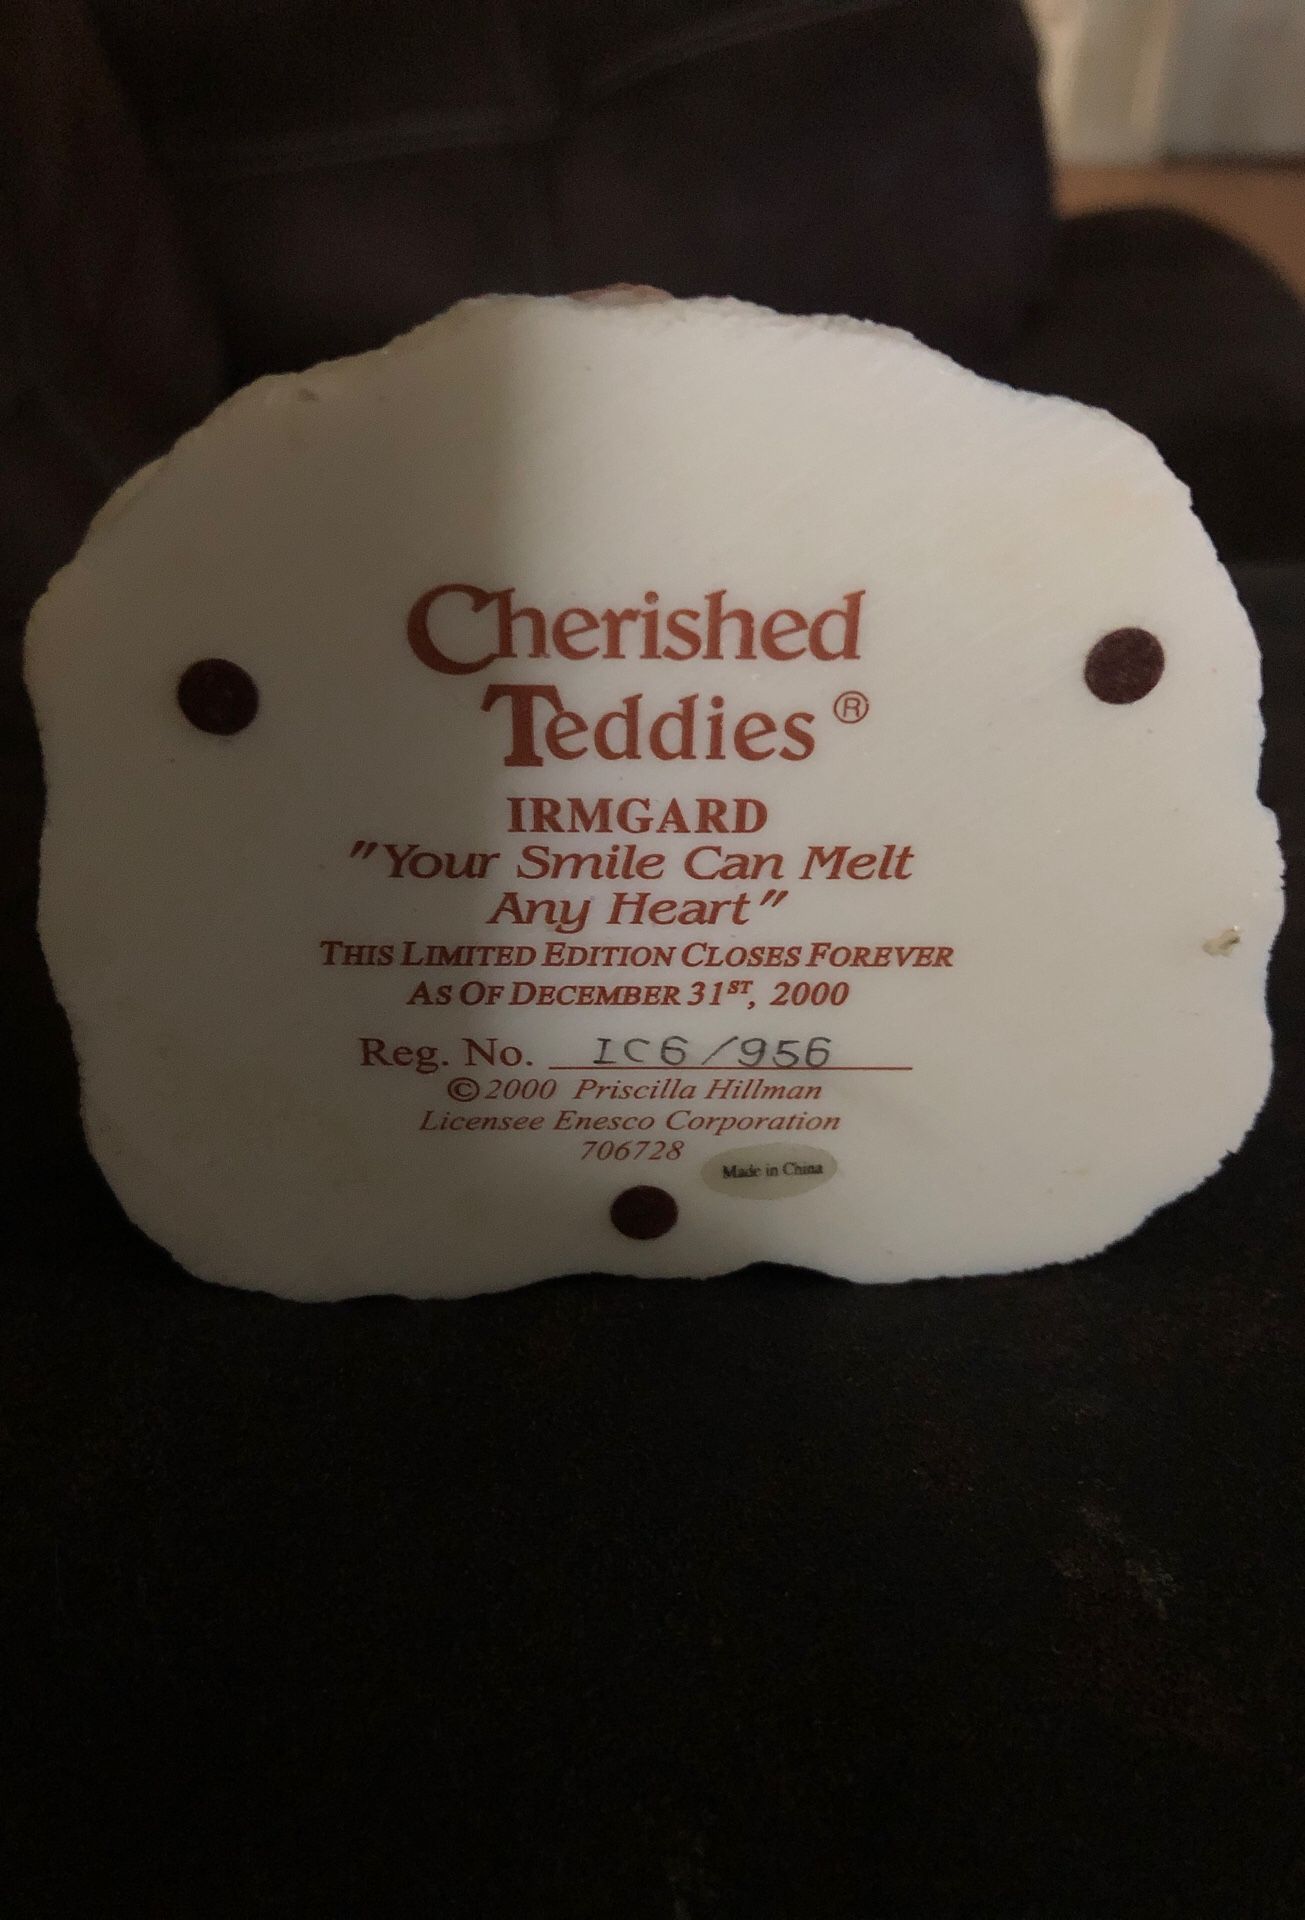 Cherished
Teddies ®
IRMGARD
"Your Smile Can Melt
Any Heart"
THIS LIMITED EDITION CLOSES FOREVER
AS OF DECEMBER 31ST, 2000
Reg. No. IC6/956
© 2000 Priscilla Hillman
Licensee Enesco Corporation
706728
Made in China